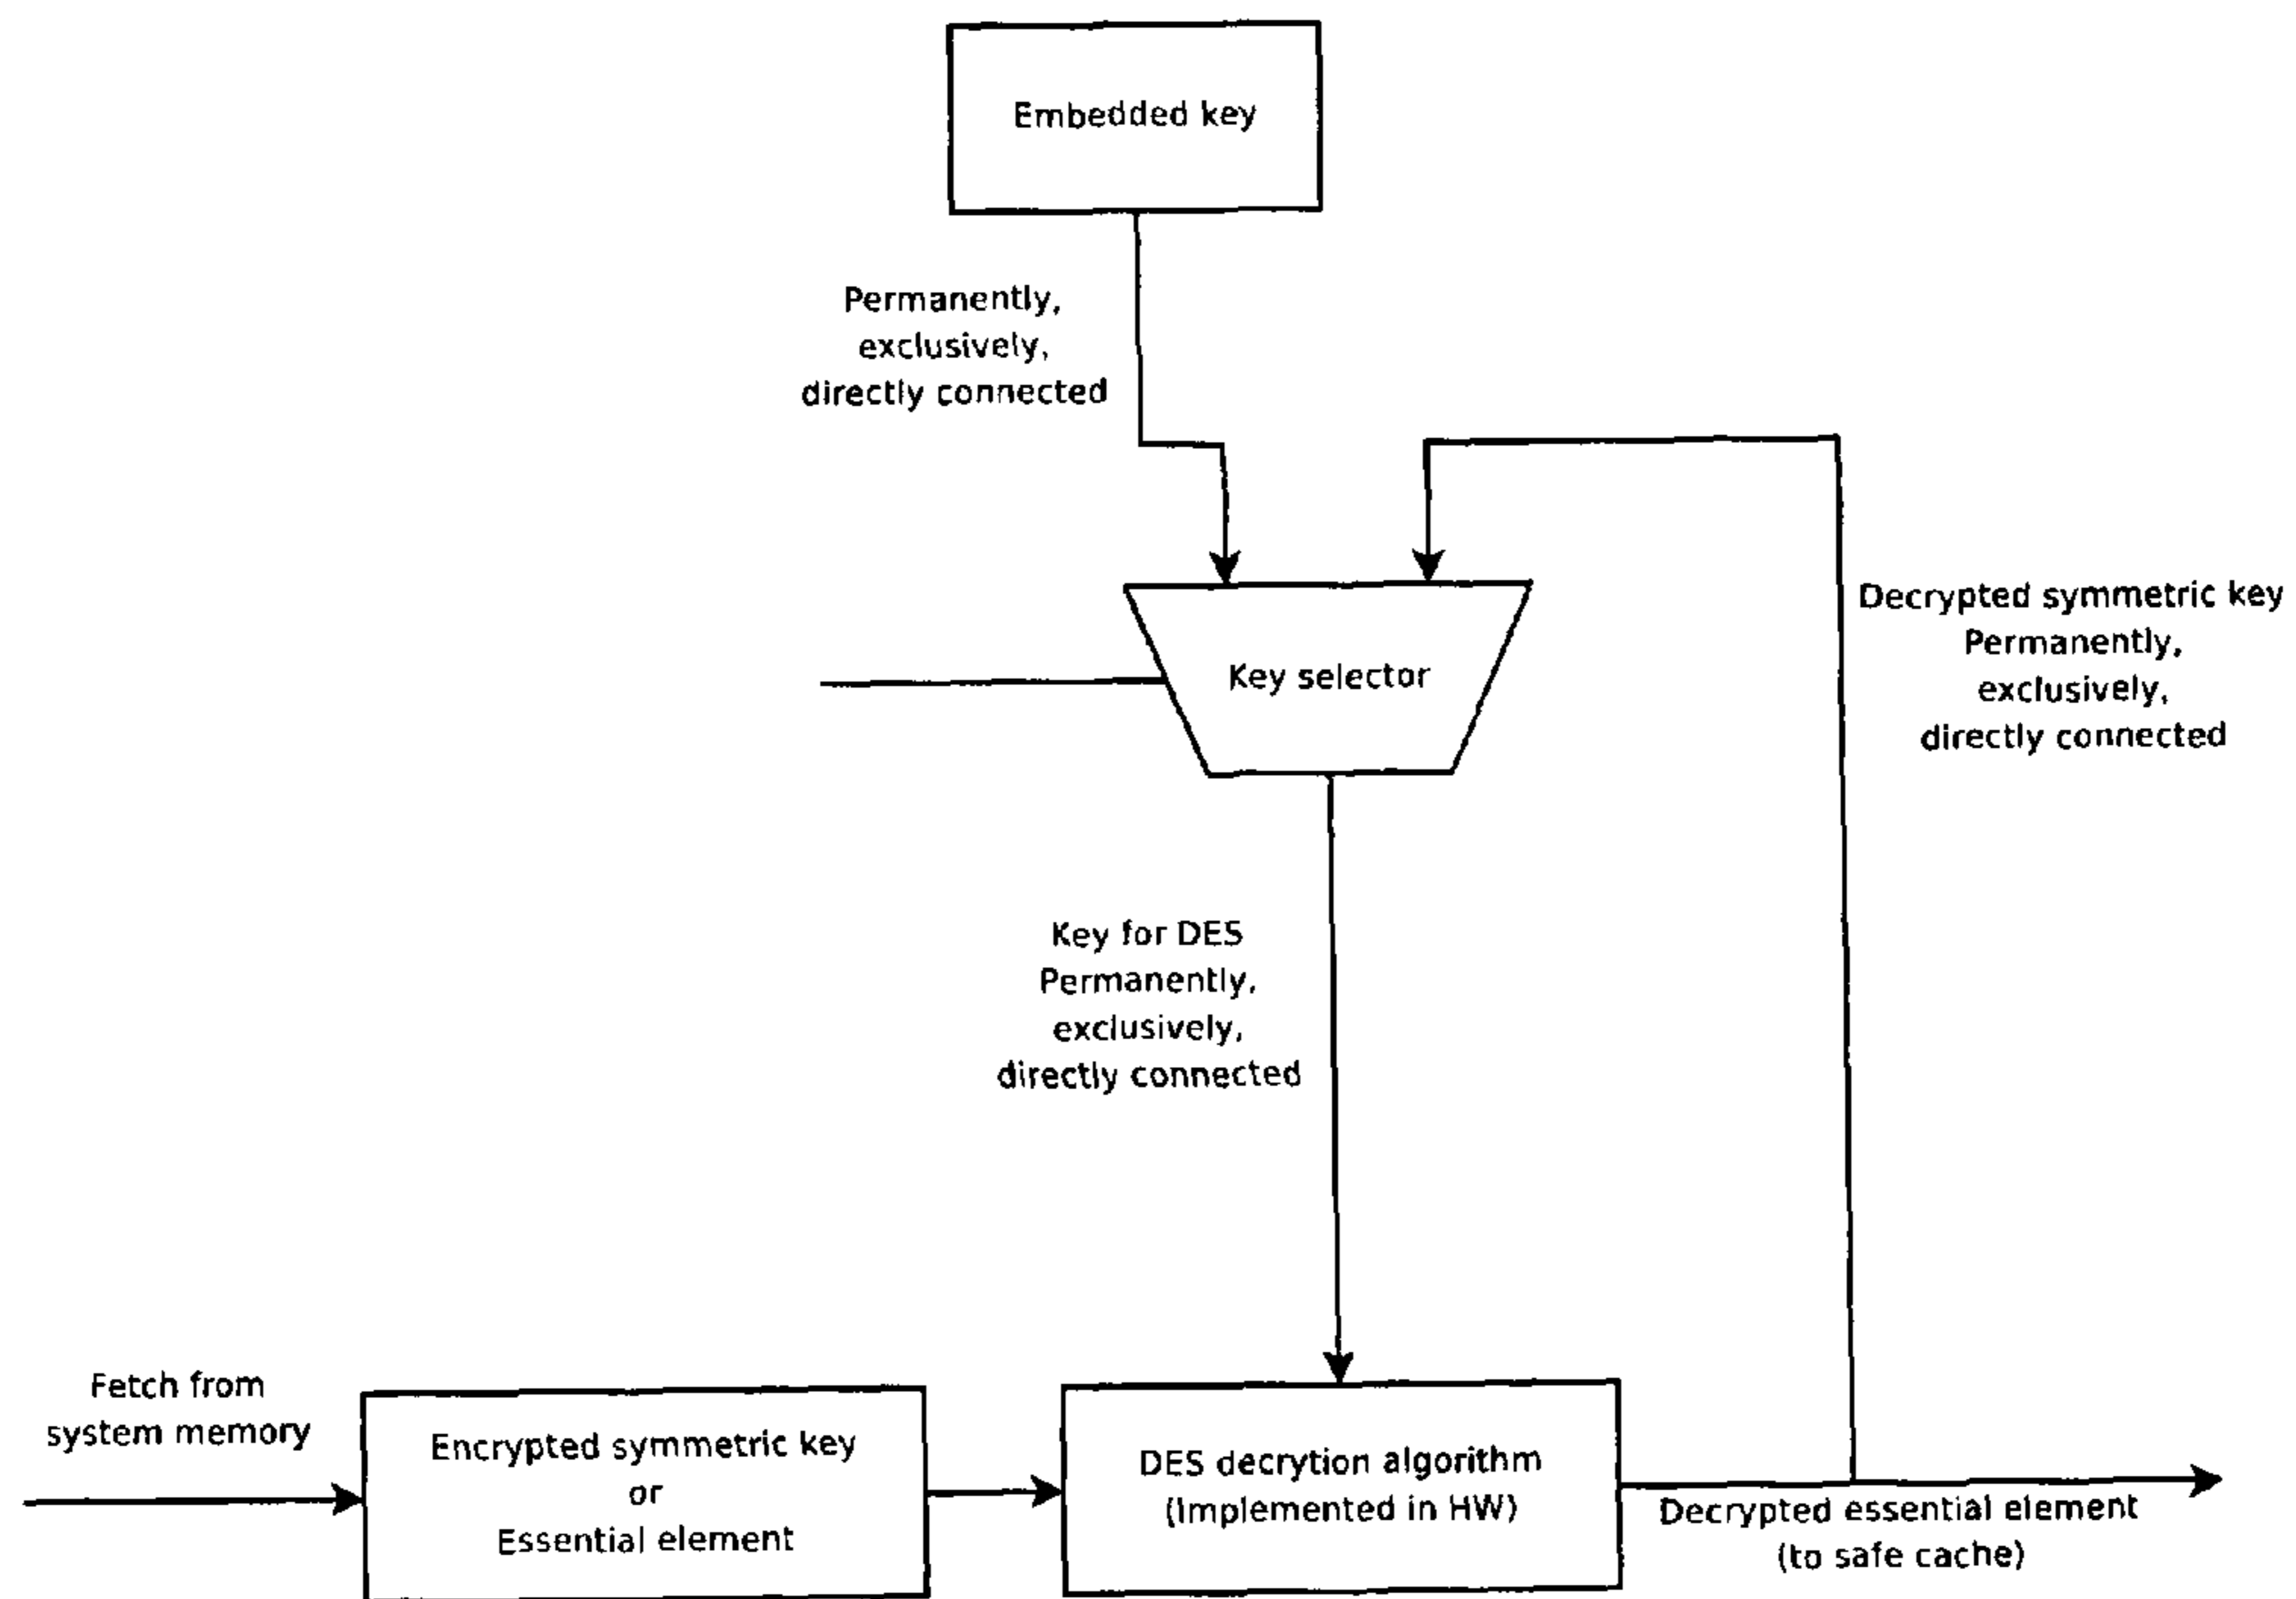 Embedded key
Permanently,
exclusively,
directly connected
Key selector
Decrypted symmetric key
Permanently,
exclusively,
directly connected
Key for DES
Permanently,
exclusively,
directly connected
Fetch from
system memory
Encrypted symmetric key
or
Essential element
DES decrytion algorithm
(Implemented in HW)
Decrypted essential element
(to safe cache)